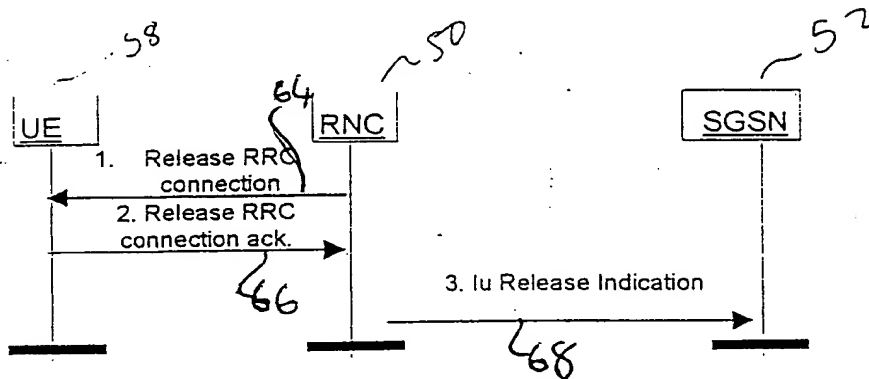 58
50
52
64
UE
RNC
SGSN
1. Release RRC
connection
2. Release RRC
connection ack.
66
3. Iu Release Indication
68